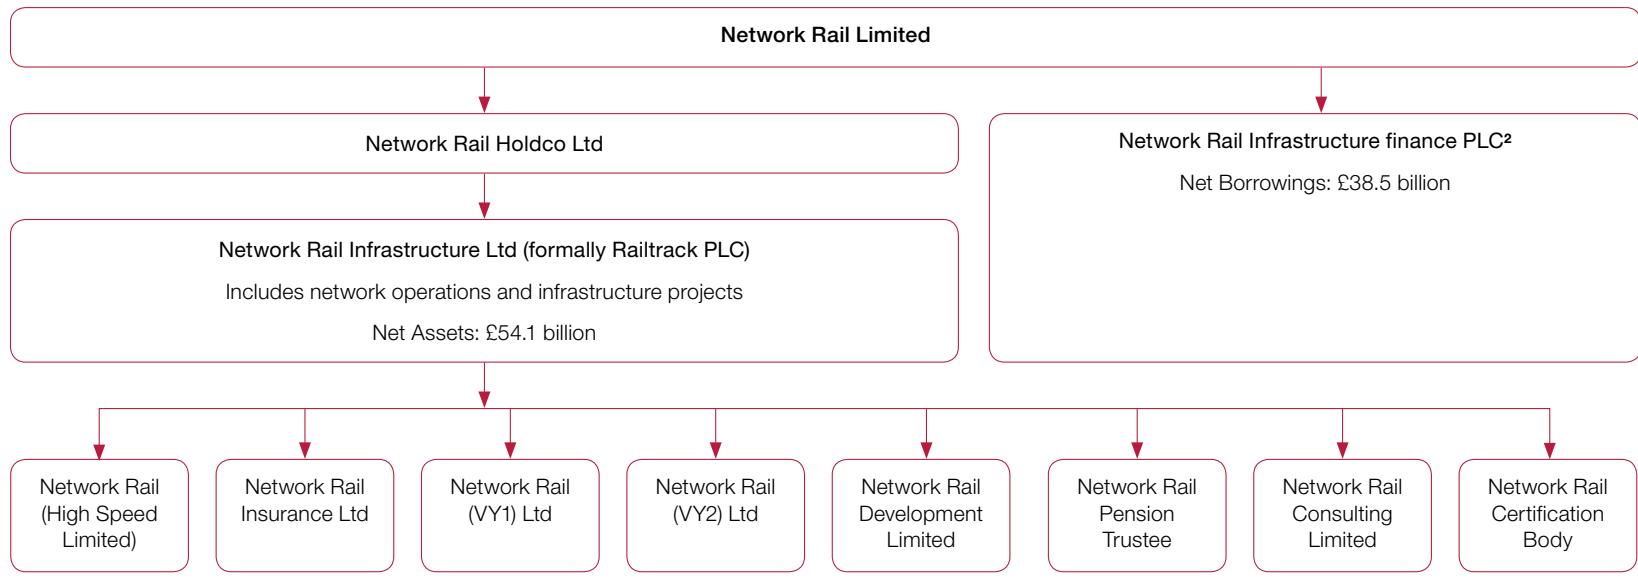 Network Rail Limited
Network Rail Holdco Ltd
Network Rail Infrastructure finance PLC²
Net Borrowings: £38.5 billion
Network Rail Infrastructure Ltd (formally Railtrack PLC)
Includes network operations and infrastructure projects
Net Assets: £54.1 billion
Network Rail
(High Speed
Limited)
Network Rail
Insurance Ltd
Network Rail
(VY1) Ltd
Network Rail
(VY2) Ltd
Network Rail
Development
Limited
Network Rail
Pension
Trustee
Network Rail
Consulting
Limited
Network Rail
Certification
Body